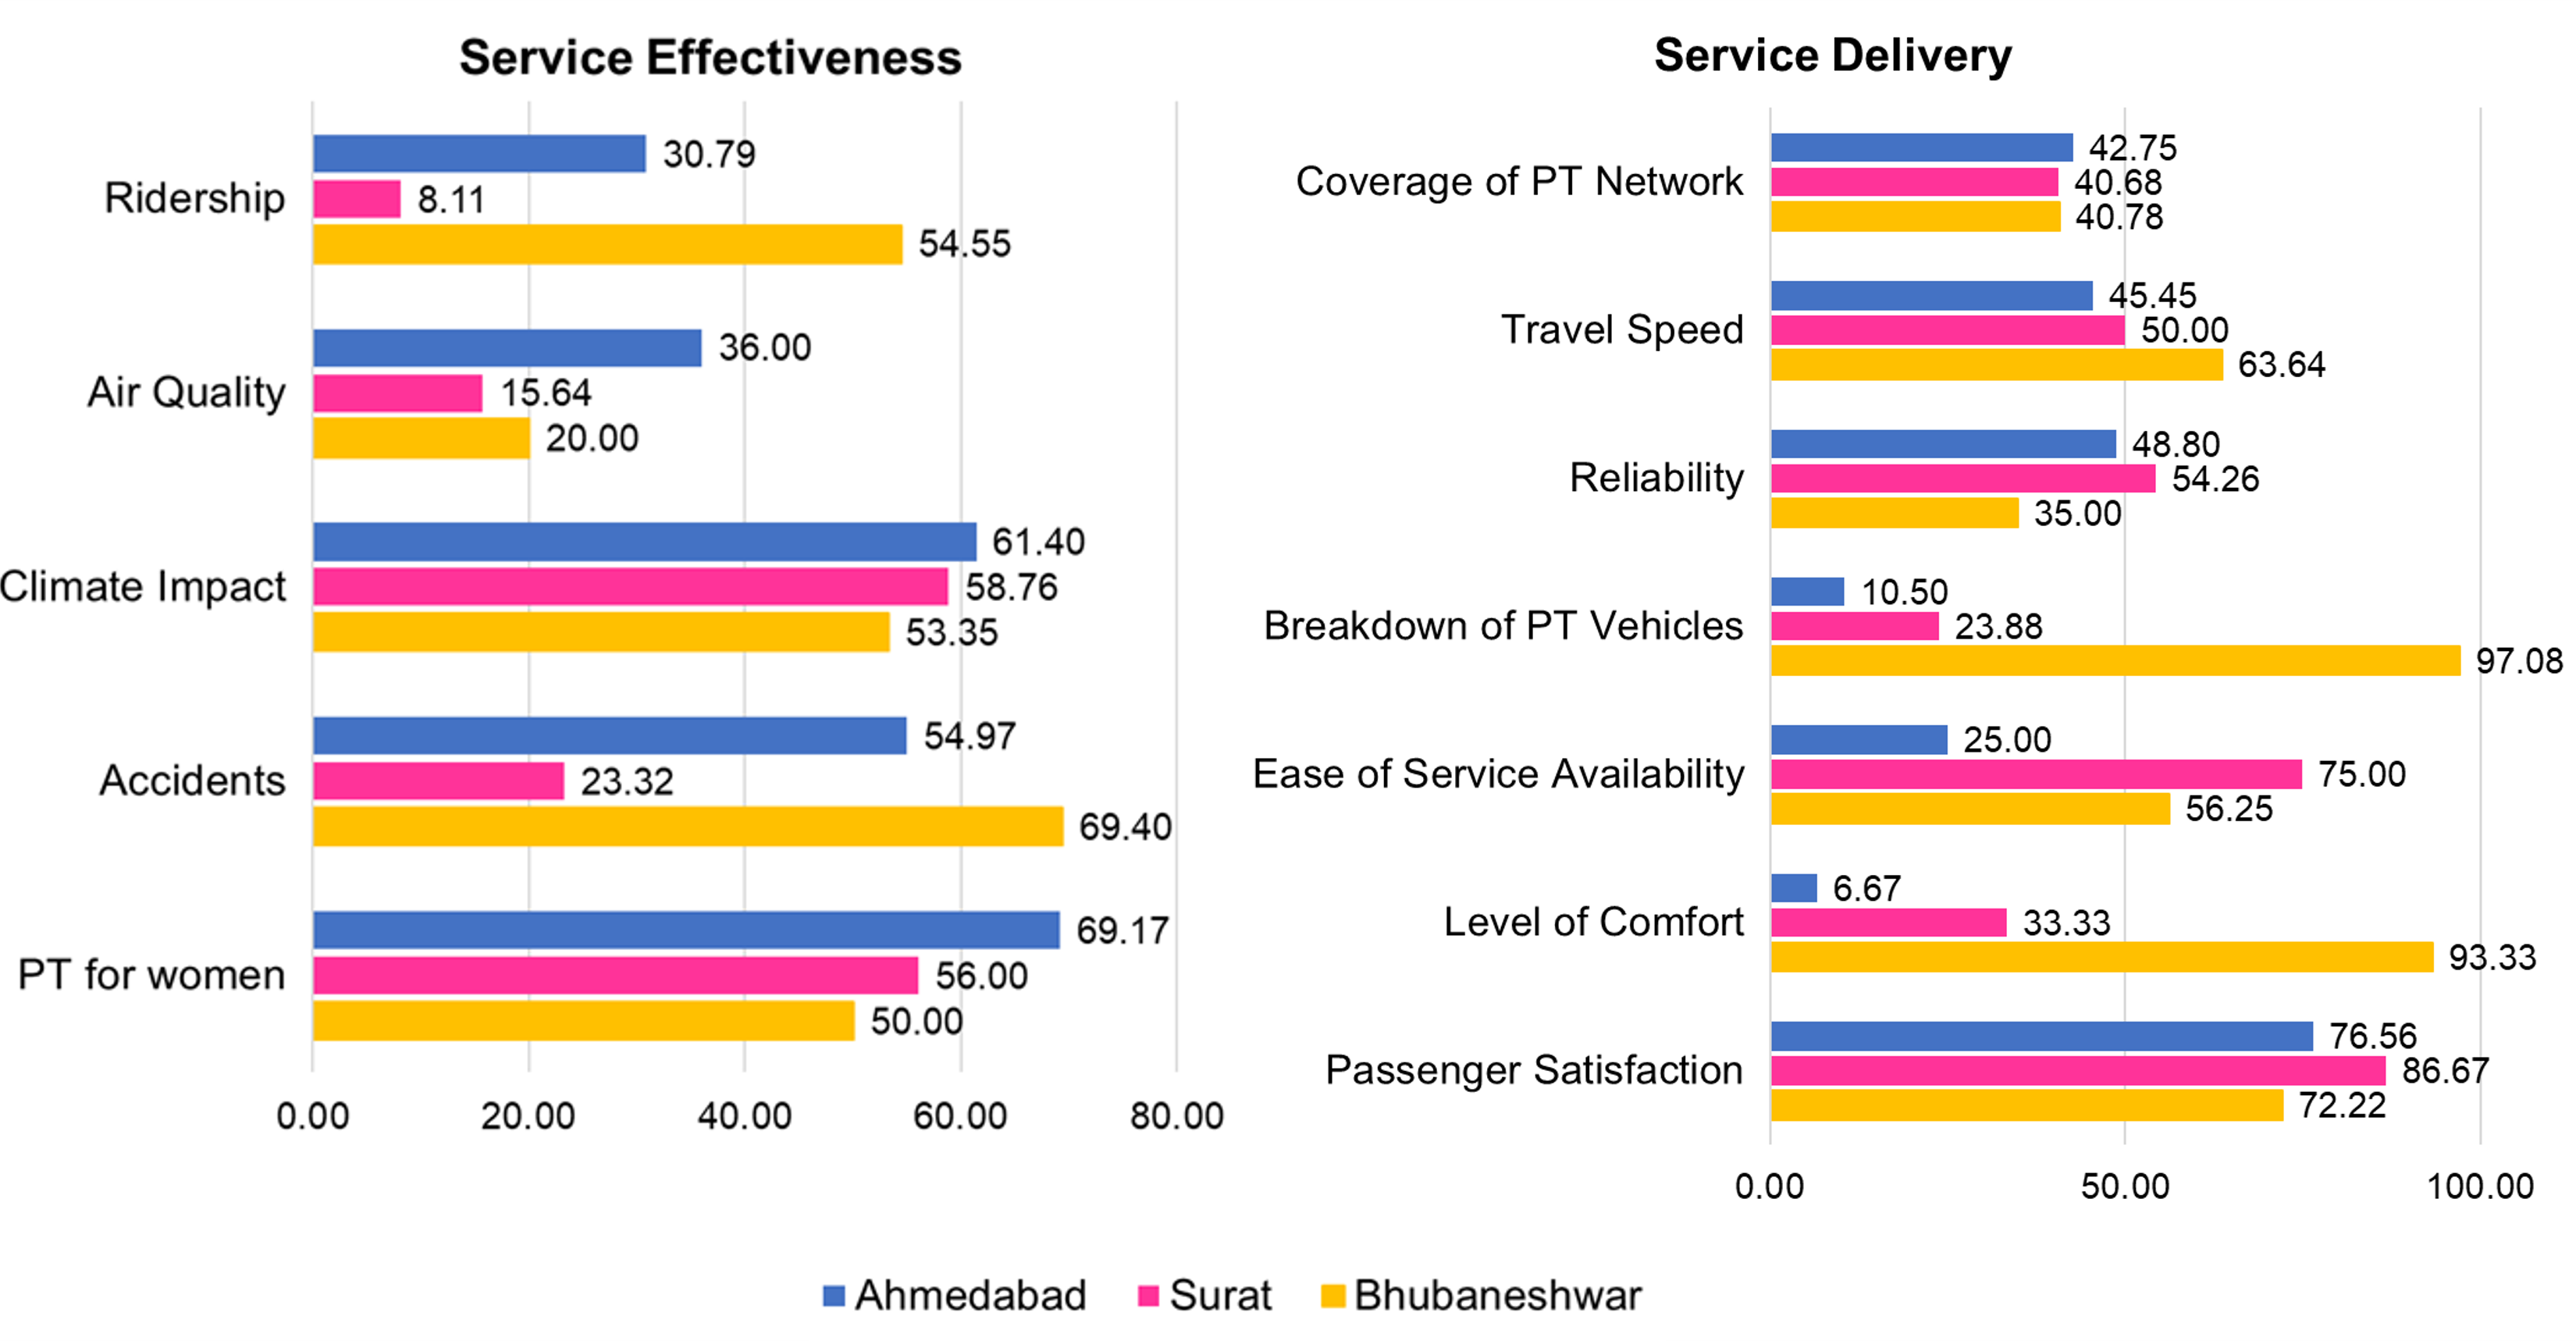 Service Effectiveness
Ridership
30.79
8.11
54.55
Air Quality
36.00
15.64
20.00
Climate Impact
61.40
58.76
53.35
Accidents
54.97
23.32
69.40
PT for women
69.17
56.00
50.00
0.00 20.00 40.00 60.00 80.00
Service Delivery
Coverage of PT Network
42.75
40.68
40.78
Travel Speed
45.45
50.00
63.64
Reliability
48.80
54.26
35.00
Breakdown of PT Vehicles
10.50
23.88
97.08
Ease of Service Availability
25.00
75.00
56.25
Level of Comfort
6.67
33.33
93.33
Passenger Satisfaction
76.56
86.67
72.22
0.00 50.00 100.00
Ahmedabad Surat Bhubaneshwar